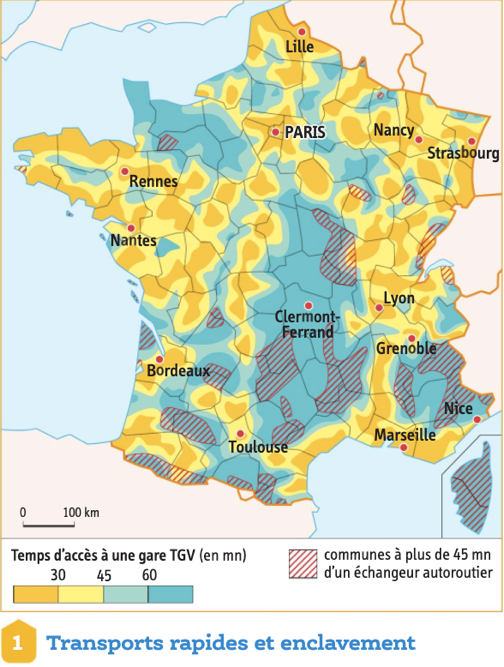 Lille
PARIS
Nancy
Strasbourg
Rennes
Nantes
Lyon
Clermont-
Ferrand
Grenoble
Bordeaux
Nice
Marseille
Toulouse
0 100 km
Temps d'accès à une gare TGV (en mn)
30 45 60
communes à plus de 45 mn
d'un échangeur autoroutier
1 Transports rapides et enclavement